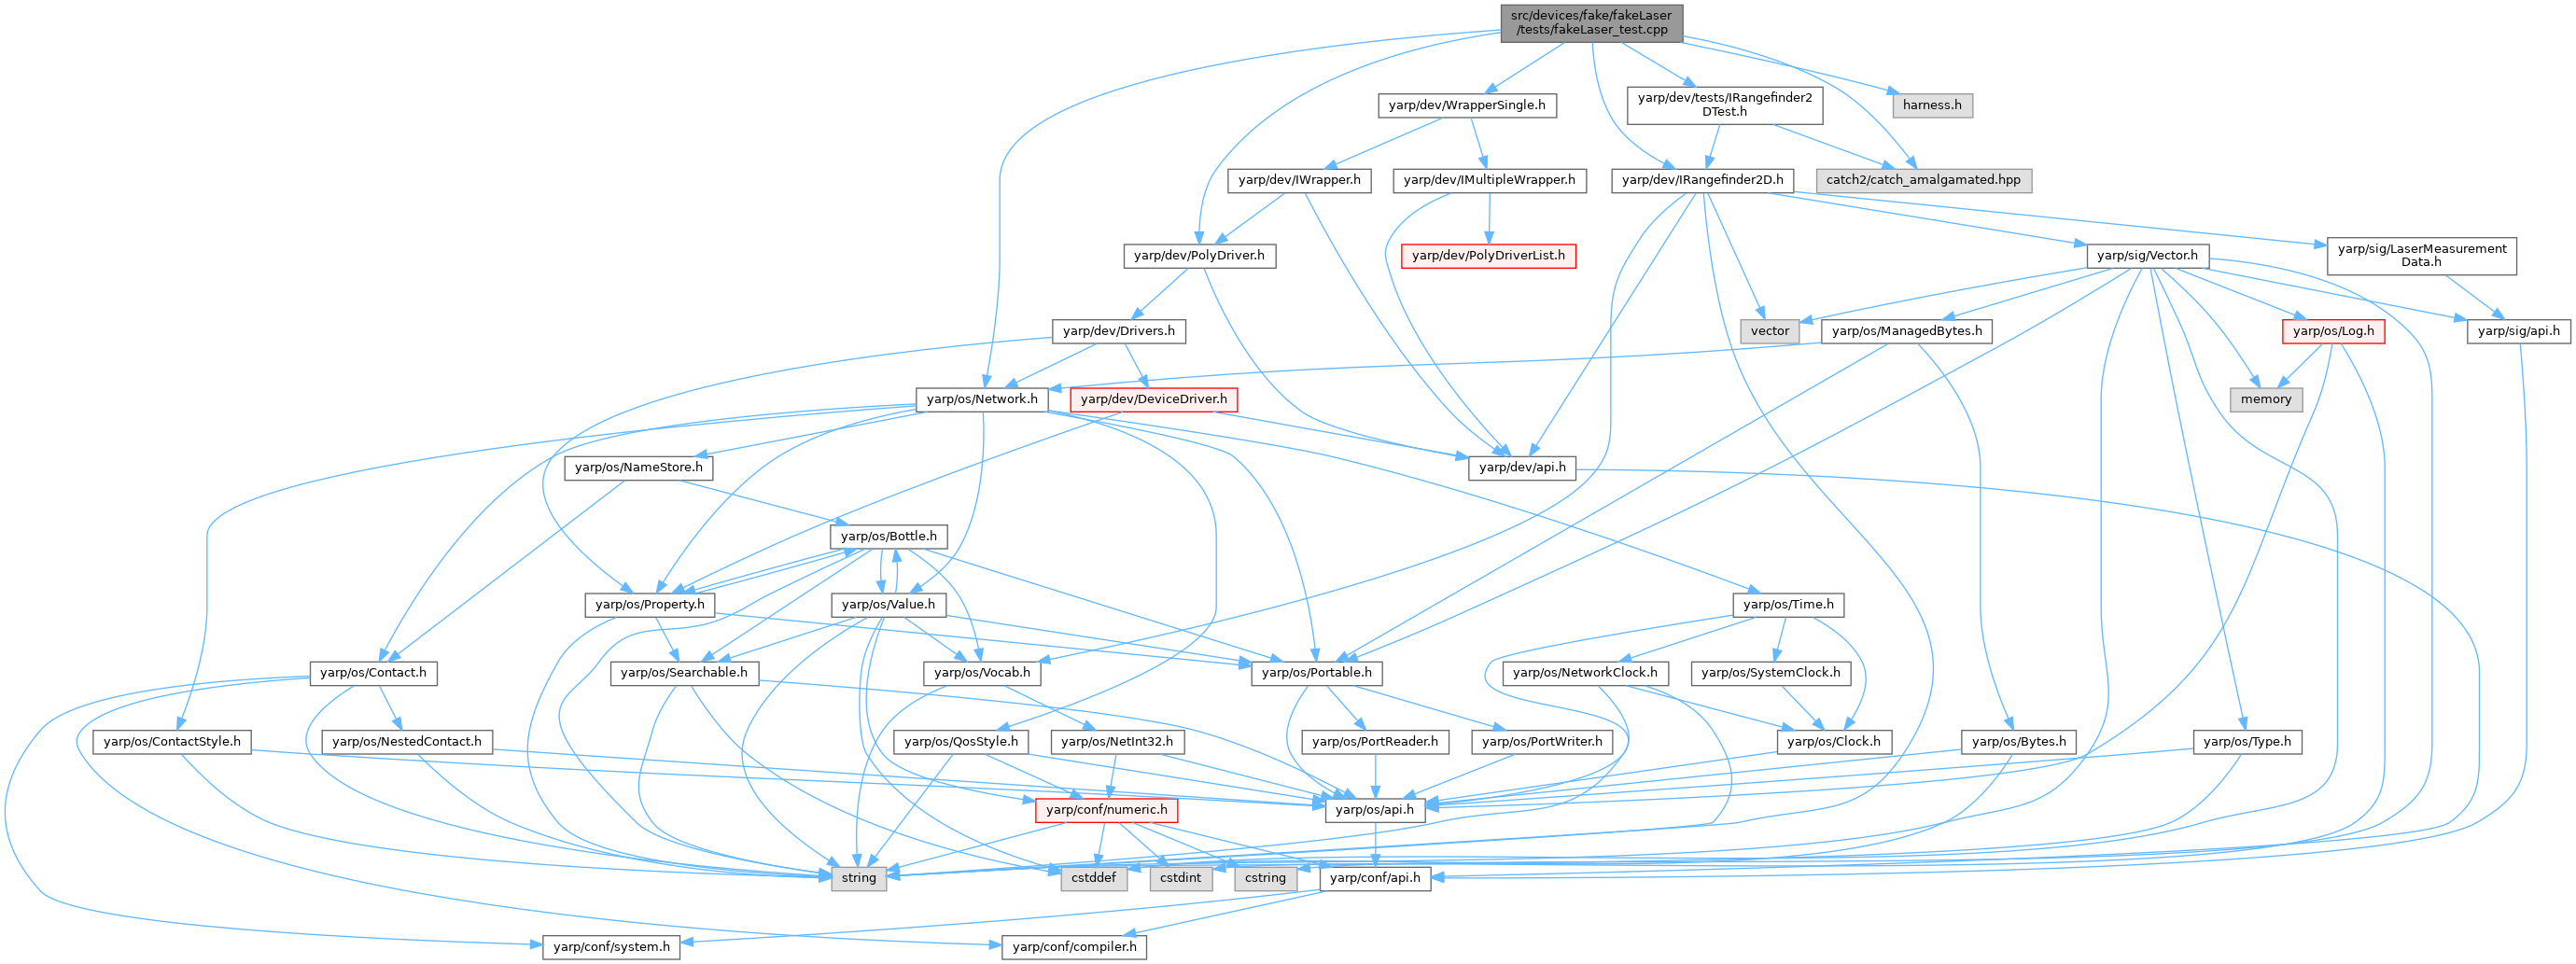 src/devices/fake/fakeLaser
/tests/fakeLaser_test.cpp
yarp/dev/WrapperSingle.h
yarp/dev/tests/IRangefinder2
DTest.h
harness.h
yarp/dev/IWrapper.h
yarp/dev/IMultipleWrapper.h
yarp/dev/IRangefinder2D.h
catch2/catch_amalgamated.hpp
yarp/dev/PolyDriver.h
yarp/dev/PolyDriverList.h
yarp/sig/Vector.h
yarp/sig/LaserMeasurement
Data.h
yarp/dev/Drivers.h
vector
yarp/os/ManagedBytes.h
yarp/os/Log.h
yarp/sig/api.h
yarp/os/Network.h
yarp/dev/DeviceDriver.h
memory
yarp/os/NameStore.h
yarp/dev/api.h
yarp/os/Bottle.h
yarp/os/Property.h
yarp/os/Value.h
yarp/os/Time.h
yarp/os/Contact.h
yarp/os/Searchable.h
yarp/os/Vocab.h
yarp/os/Portable.h
yarp/os/NetworkClock.h
yarp/os/SystemClock.h
yarp/os/ContactStyle.h
yarp/os/NestedContact.h
yarp/os/QosStyle.h
yarp/os/NetInt32.h
yarp/os/PortReader.h
yarp/os/PortWriter.h
yarp/os/Clock.h
yarp/os/Bytes.h
yarp/os/Type.h
yarp/conf/numeric.h
yarp/os/api.h
string
cstddef
cstdint
cstring
yarp/conf/api.h
yarp/conf/system.h
yarp/conf/compiler.h